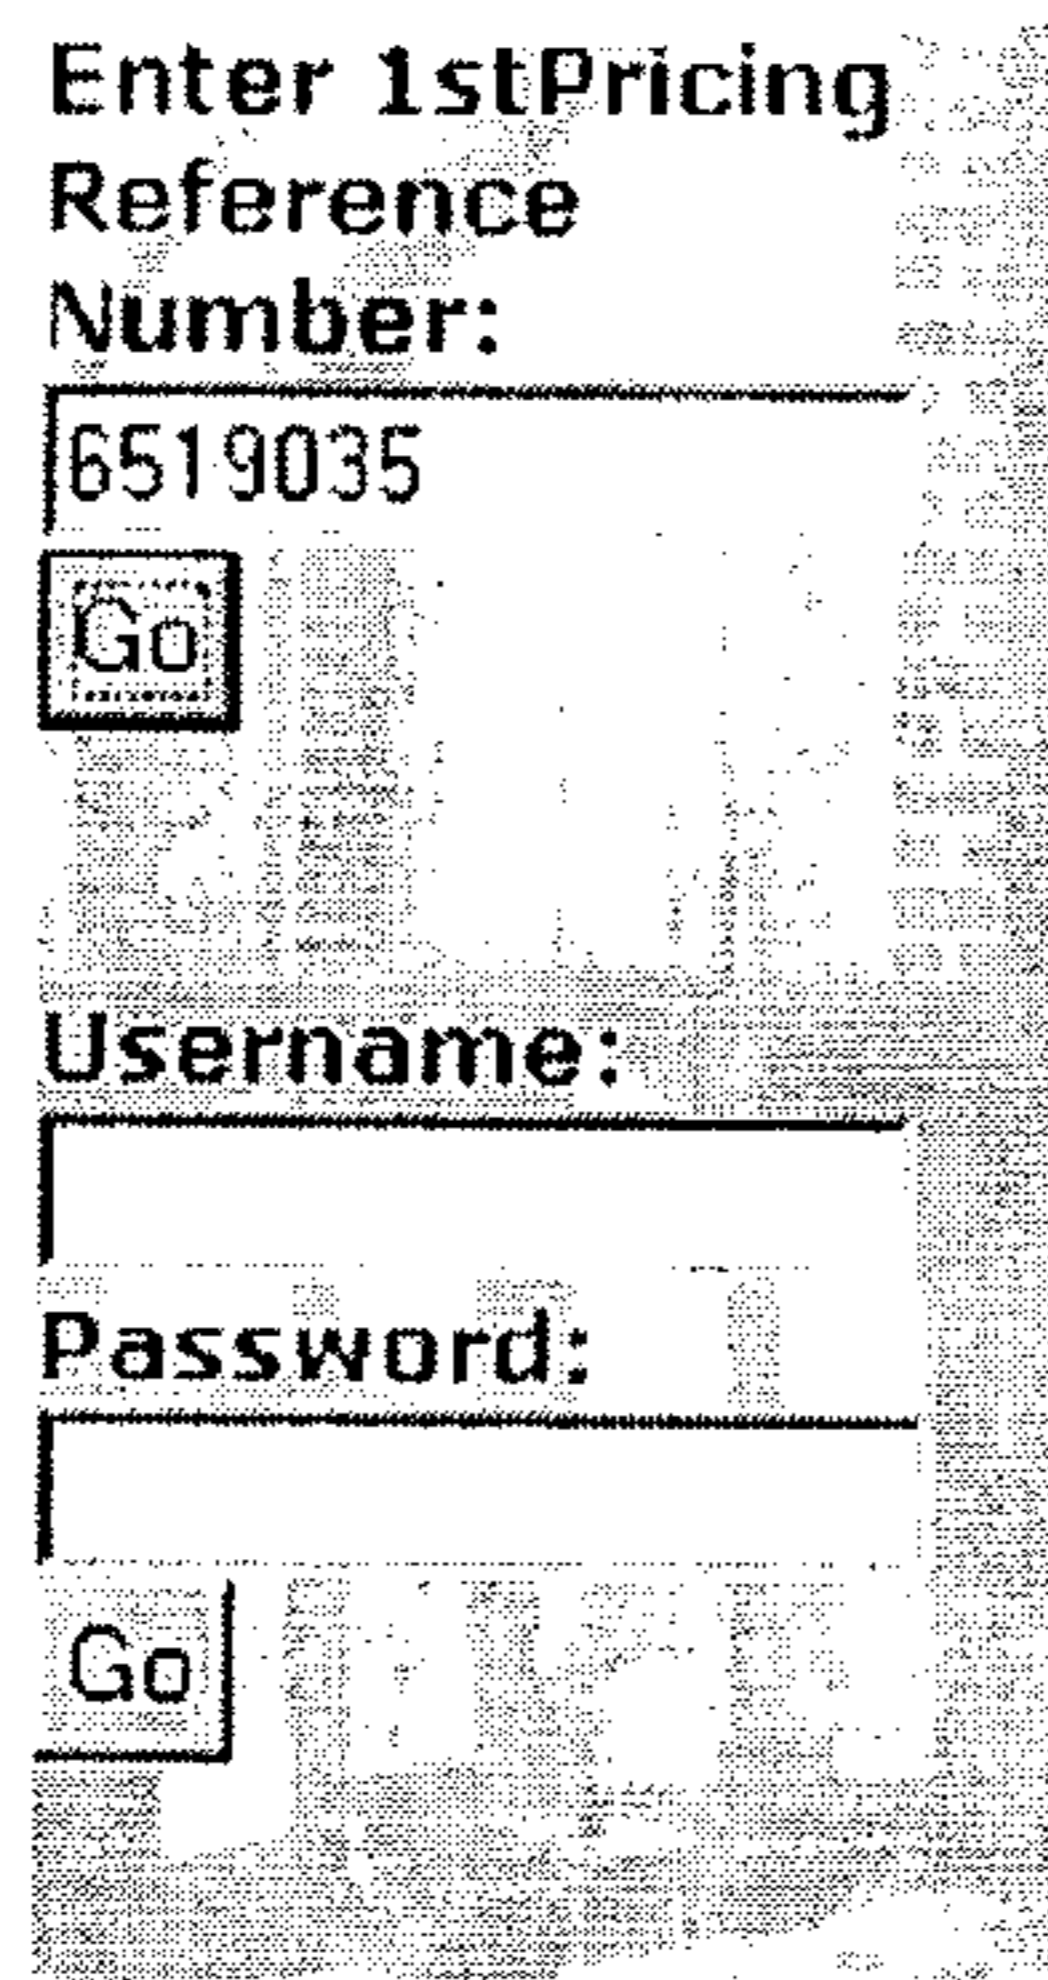 Enter 1stPricing
Reference
Number:
6519035
Go
Username:
Password:
Go